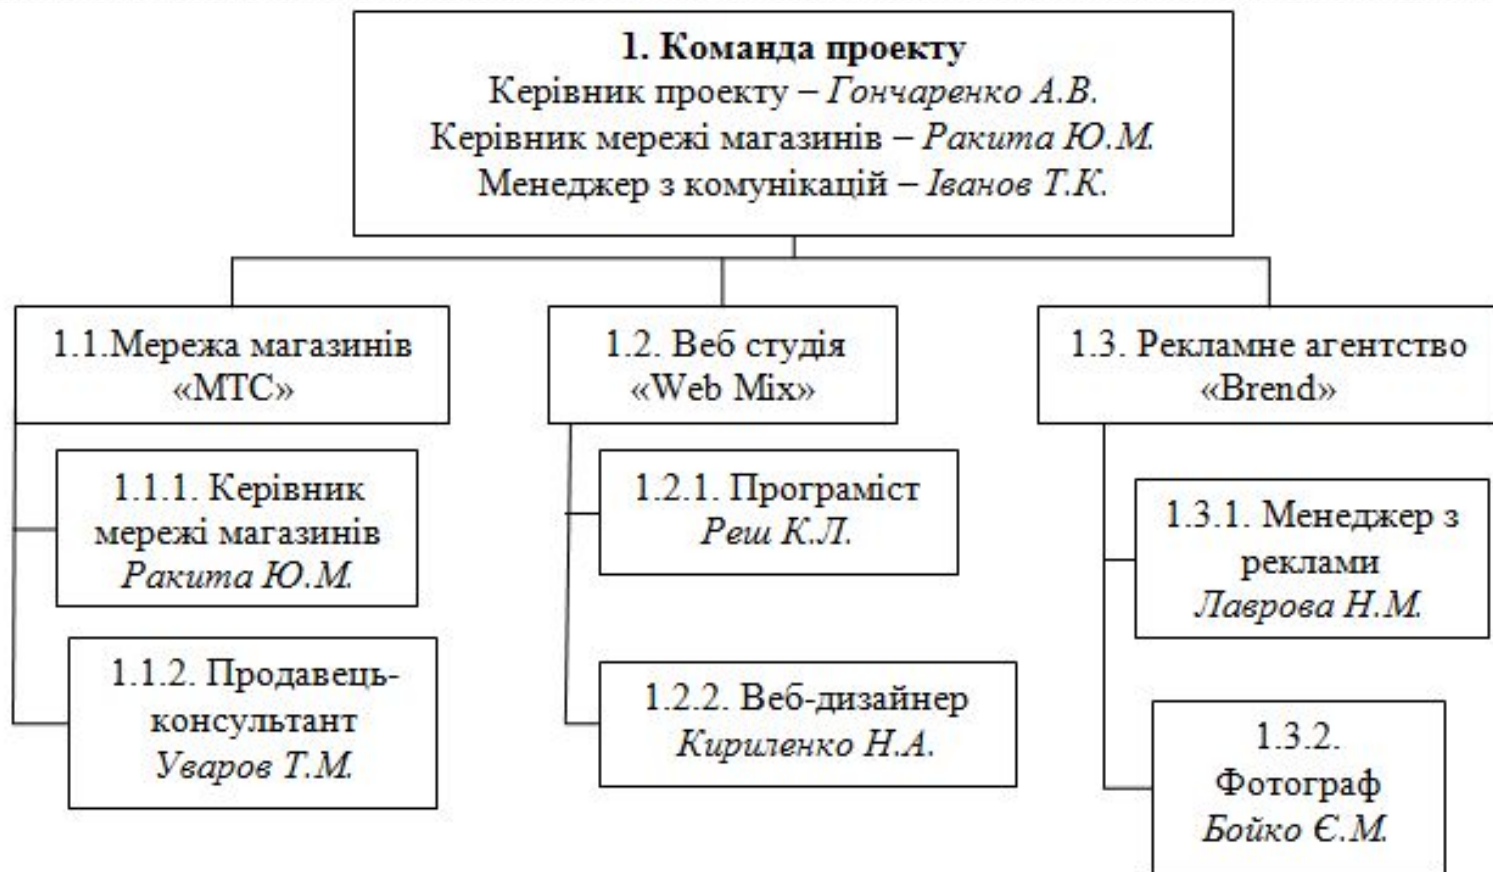 1. Команда проекту
Керівник проекту – Гончаренко А.В.
Керівник мережі магазинів – Ракита Ю.М.
Менеджер з комунікацій – Іванов Т.К.
1.1.Мережа магазинів
«МТС»
1.1.1. Керівник
мережі магазинів
Ракита Ю.М.
1.1.2. Продавець-
консультант
Уваров Т.М.
1.2. Веб студія
«Web Mix»
1.2.1. Програміст
Реш К.Л.
1.2.2. Веб-дизайнер
Кириленко Н.А.
1.3. Рекламне агентство
«Brend»
1.3.1. Менеджер з
реклами
Лаврова Н.М.
1.3.2.
Фотограф
Бойко Є.М.